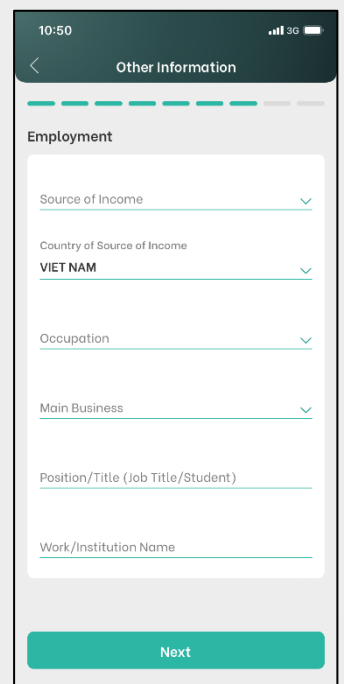 10:50
3G
Other Information
Employment
Source of Income
Country of Source of Income
VIET NAM
Occupation
Main Business
Position/Title (Job Title/Student)
Work/Institution Name
Next